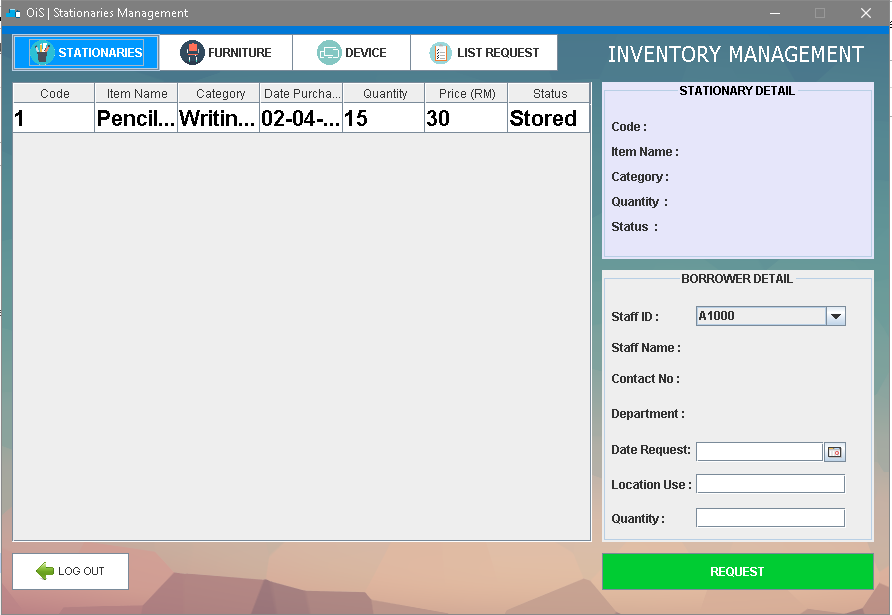 OiS | Stationaries Management
STATIONARIES FURNITURE DEVICE LIST REQUEST
INVENTORY MANAGEMENT
Code Item Name Category Date Purcha... Quantity Price (RM) Status
1 Pencil... Writin... 02-04-... 15 30 Stored
STATIONARY DETAIL
Code :
Item Name :
Category :
Quantity :
Status :
BORROWER DETAIL
Staff ID : A1000
Staff Name :
Contact No :
Department :
Date Request:
Location Use :
Quantity :
LOG OUT
REQUEST